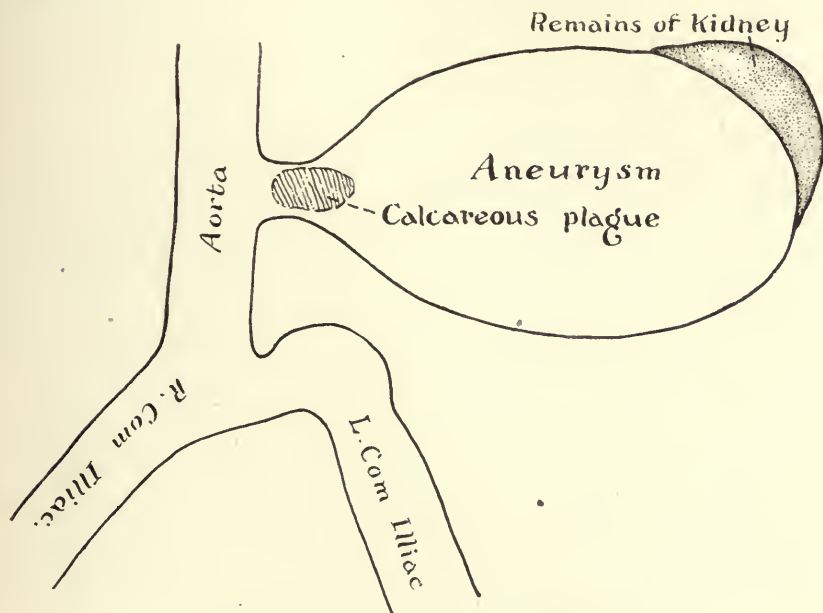 Remains of Kidney
Aneurysm
Aorta
Calcareous plague
R. Com Illiac.
L. Com Illiac